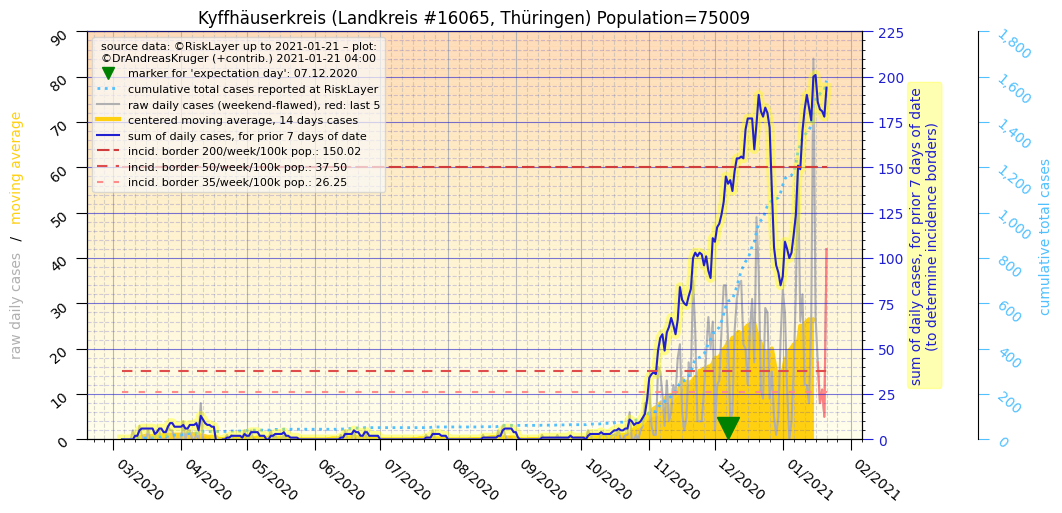 Kyffhäuserkreis (Landkreis #16065, Thüringen) Population=75009
source data: ©RiskLayer up to 2021-01-21 – plot:
©DrAndreasKruger (+contrib.) 2021-01-21 04:00
marker for 'expectation day': 07.12.2020
cumulative total cases reported at RiskLayer
raw daily cases (weekend-flawed), red: last 5
centered moving average, 14 days cases
sum of daily cases, for prior 7 days of date
incid. border 200/week/100k pop.: 150.02
incid. border 50/week/100k pop.: 37.50
incid. border 35/week/100k pop.: 26.25
raw daily cases / moving average
90
80
70
60
50
40
30
20
10
0
03/2020
04/2020
05/2020
06/2020
07/2020
08/2020
09/2020
10/2020
11/2020
12/2020
01/2021
02/2021
225
200
175
150
125
100
75
50
25
0
sum of daily cases, for prior 7 days of date
(to determine incidence borders)
1,800
1,600
1,400
1,200
1,000
800
600
400
200
0
cumulative total cases